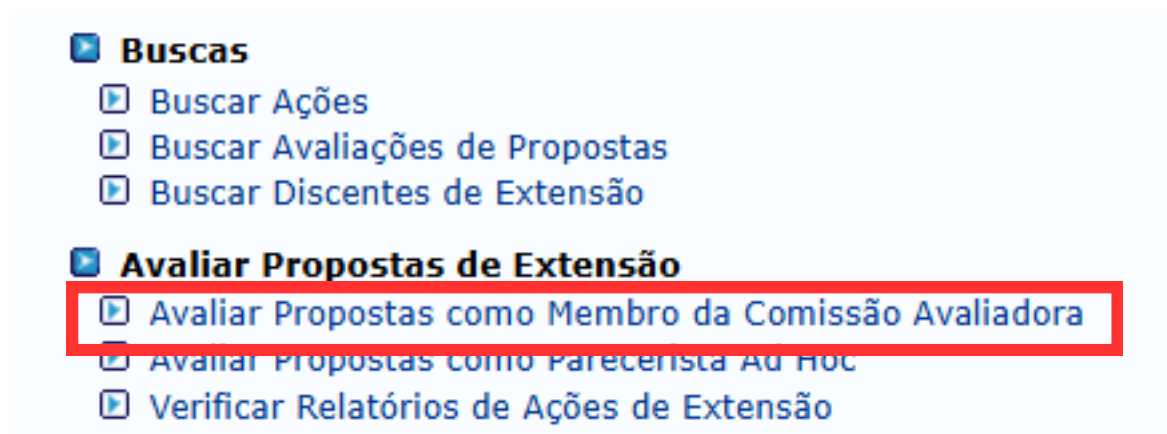 Buscas
Buscar Ações
Buscar Avaliações de Propostas
Buscar Discentes de Extensão
Avaliar Propostas de Extensão
Avaliar Propostas como Membro da Comissão Avaliadora
Avaliar Propostas como Parecerista Ad Hoc
Verificar Relatórios de Ações de Extensão